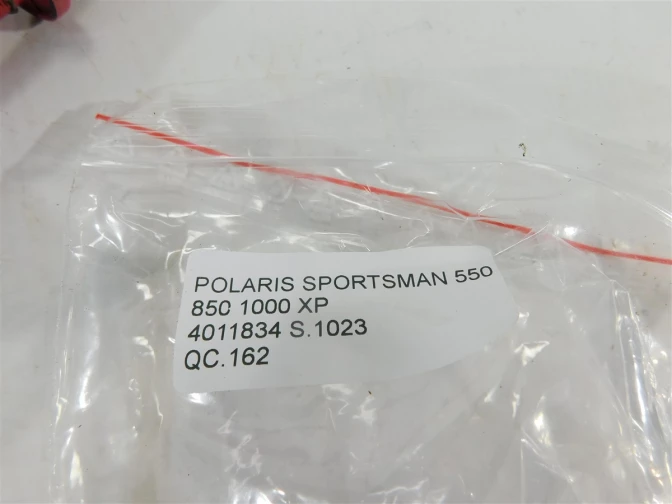 POLARIS SPORTSMAN 550
850 1000 XP
4011834 S.1023
QC.162